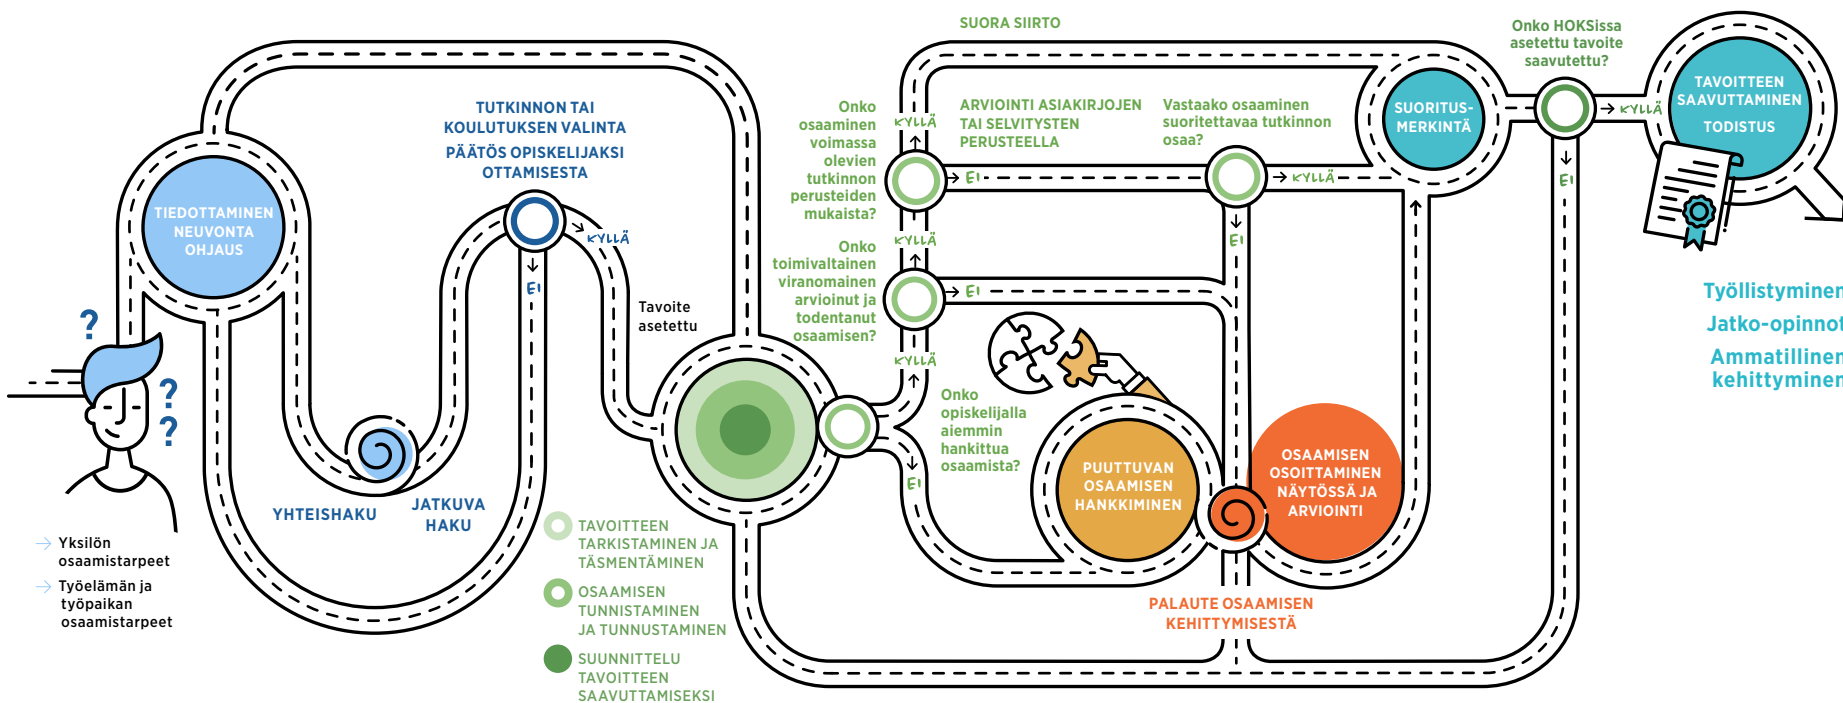 ?
?
?
→ Yksilön
osaamistarpeet
→ Työelämän ja
työpaikan
osaamistarpeet
TIEDOTTAMINEN
NEUVONTA
OHJAUS
YHTEISHAKU
JATKUVA
HAKU
TUTKINNON TAI
KOULUTUKSEN VALINTA
PÄÄTÖS OPISKELIJAKSI
OTTAMISESTA
→ KYLLÄ
↓
EI
Tavoite
asetettu
TAVOITTEEN
TARKISTAMINEN JA
TÄSMENTÄMINEN
OSAAMISEN
TUNNISTAMINEN
JA TUNNUSTAMINEN
SUUNNITTELU
TAVOITTEEN
SAAVUTTAMISEKSI
Onko
opiskelijalla
aiemmin
hankittua
osaamista?
KYLLÄ
EI
Onko
toimivaltainen
viranomainen
arvioinut ja
todentanut
osaamisen?
KYLLÄ
→ EI
Onko
osaaminen
voimassa
olevien
tutkinnon
perusteiden
mukaista?
KYLLÄ
→ EI
SUORA SIIRTO
ARVIOINTI ASIAKIRJOJEN
TAI SELVITYSTEN
PERUSTEELLA
Vastaako osaaminen
suoritettavaa tutkinnon
osaa?
→ KYLLÄ
EI
PUUTTUVAN
OSAAMISEN
HANKKIMINEN
OSAAMISEN
OSOITTAMINEN
NÄYTÖSSÄ JA
ARVIOINTI
PALAUTE OSAAMISEN
KEHITTYMISESTÄ
SUORITUS-
MERKINTÄ
Onko HOKSissa
asetettu tavoite
saavutettu?
→ KYLLÄ
EI
TAVOITTEEN
SAAVUTTAMINEN
TODISTUS
Työllistyminen
Jatko-opinnot
Ammatillinen
kehittyminen